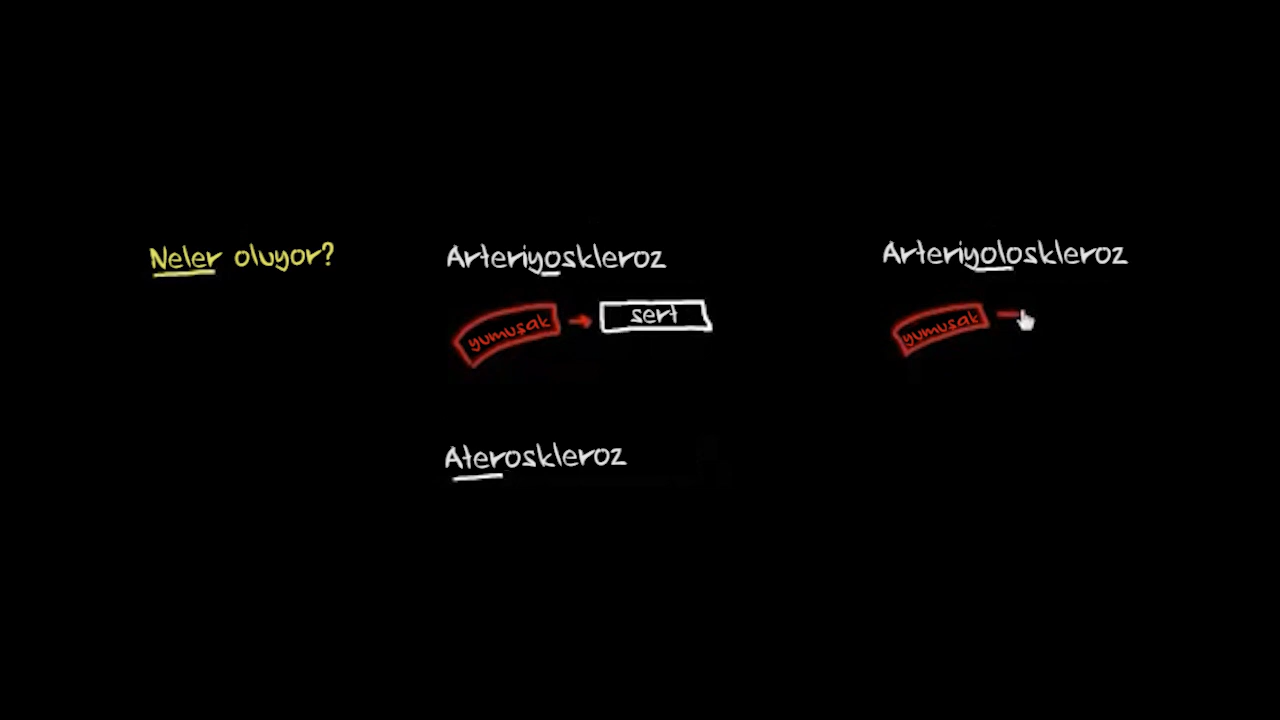 Neler oluyor?
Arteriyoskleroz
Arteriyoloskleroz
yumuşak
sert
yumuşak
Ateroskleroz